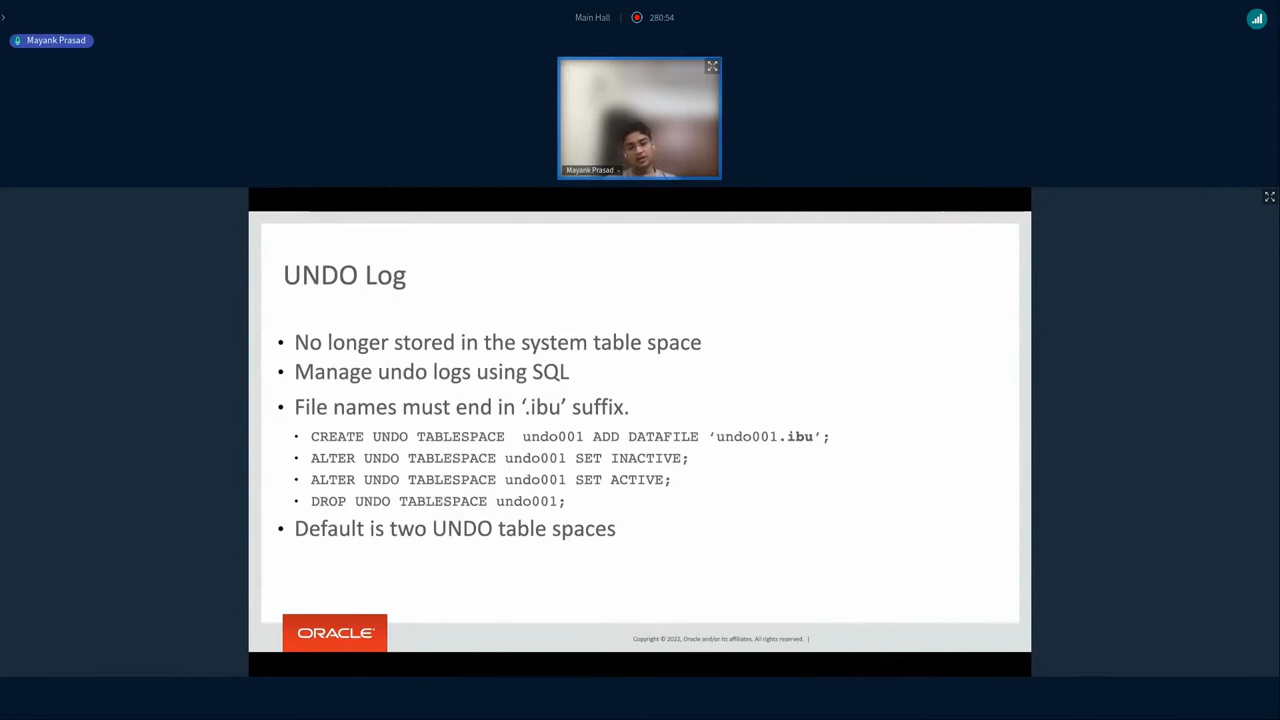 Main Hall
280:54
Mayank Prasad
Mayank Prasad
UNDO Log
• No longer stored in the system table space
• Manage undo logs using SQL
• File names must end in ‘.ibu’ suffix.
• CREATE UNDO TABLESPACE undo001 ADD DATAFILE ‘undo001.ibu’;
• ALTER UNDO TABLESPACE undo001 SET INACTIVE;
• ALTER UNDO TABLESPACE undo001 SET ACTIVE;
• DROP UNDO TABLESPACE undo001;
• Default is two UNDO table spaces
ORACLE®
Copyright © 2022, Oracle and/or its affiliates. All rights reserved. |